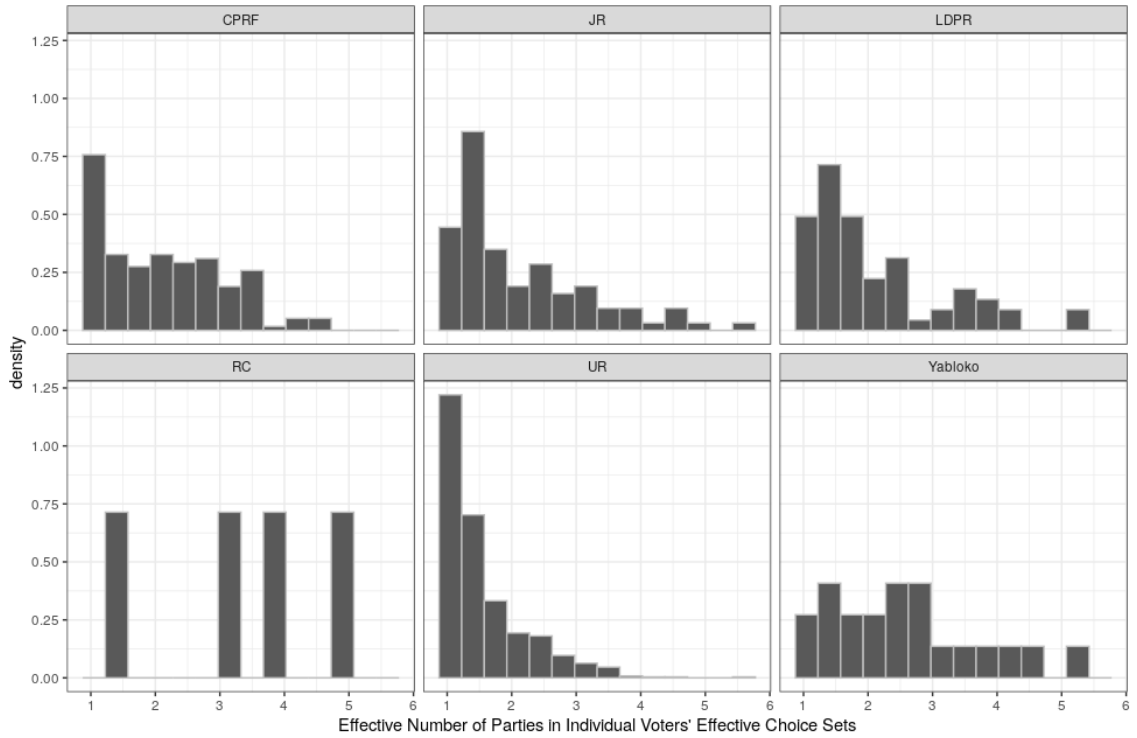 CPRF JR LDPR
1.25
1.00
0.75
0.50
0.25
0.00
density
RC UR Yabloko
1.25
1.00
0.75
0.50
0.25
0.00
1 2 3 4 5 6 1 2 3 4 5 6 1 2 3 4 5 6
Effective Number of Parties in Individual Voters' Effective Choice Sets